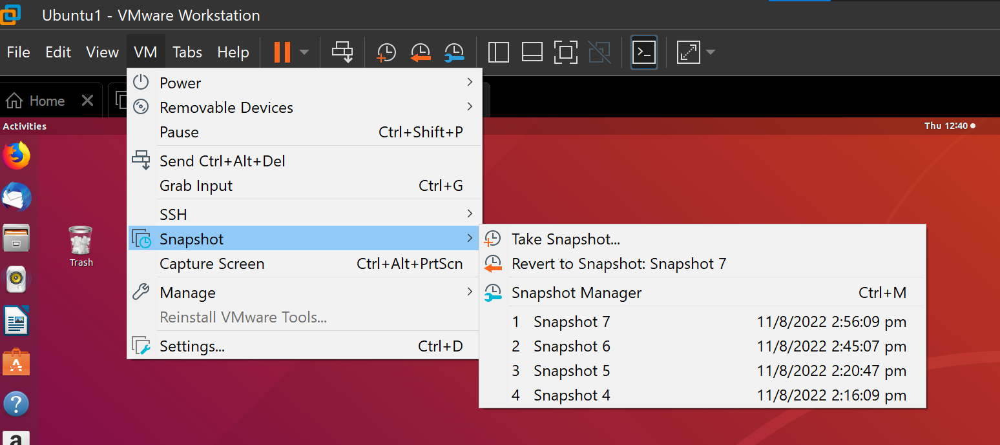 Ubuntu1 - VMware Workstation
File Edit View VM Tabs Help
Home
Power
Removable Devices
Pause Ctrl+Shift+P
Send Ctrl+Alt+Del
Grab Input Ctrl+G
SSH
Snapshot
Capture Screen Ctrl+Alt+PrtScn
Manage
Reinstall VMware Tools...
Settings... Ctrl+D
Take Snapshot...
Revert to Snapshot: Snapshot 7
Snapshot Manager Ctrl+M
1 Snapshot 7 11/8/2022 2:56:09 pm
2 Snapshot 6 11/8/2022 2:45:07 pm
3 Snapshot 5 11/8/2022 2:20:47 pm
4 Snapshot 4 11/8/2022 2:16:09 pm
Activities
Thu 12:40
Trash